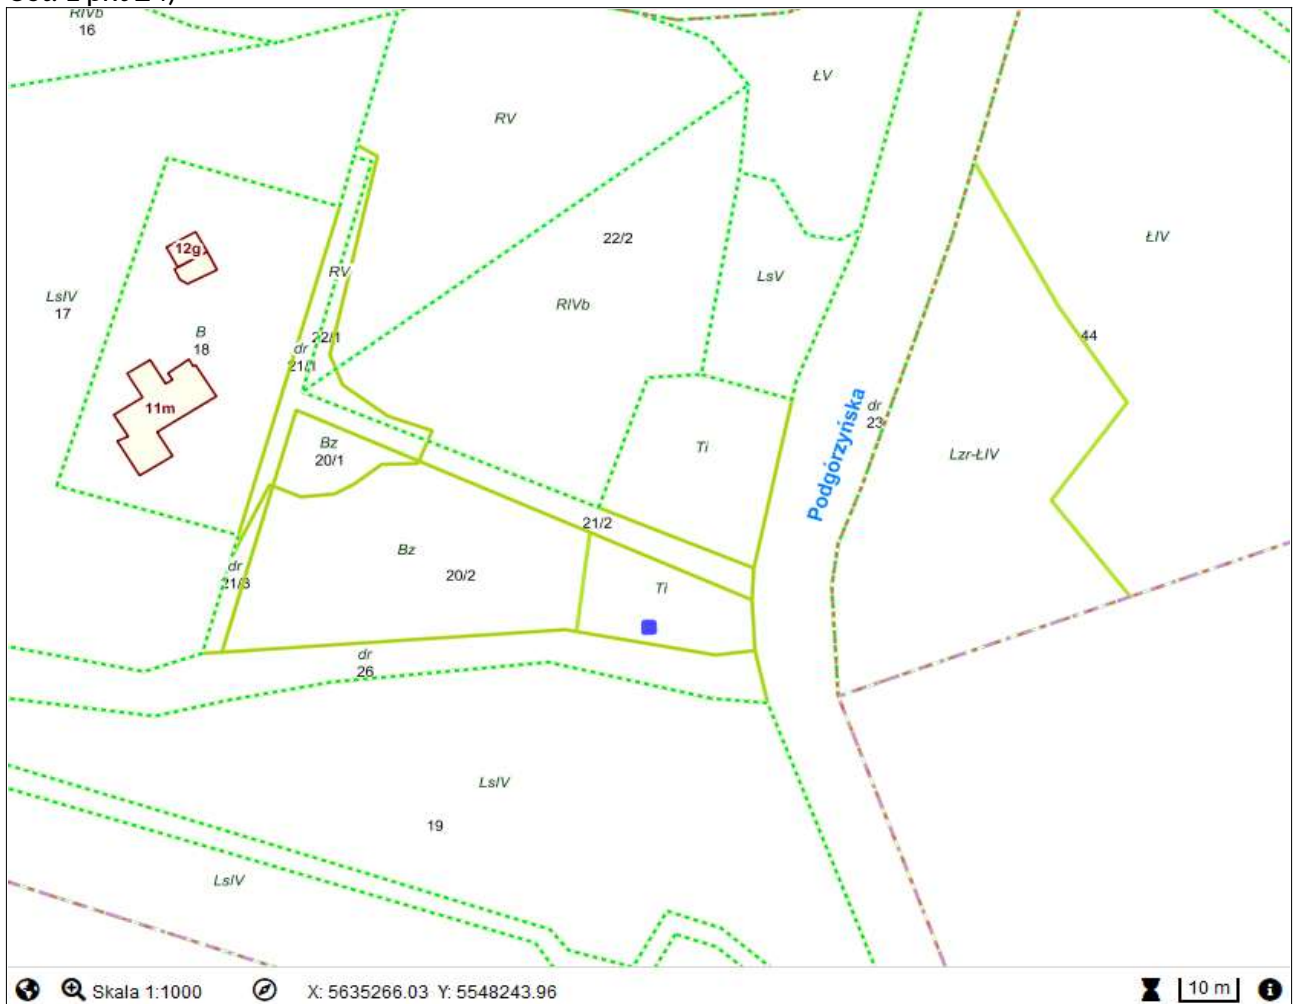 RIVb
16
ŁV
RV
22/2
ŁIV
12g
RV
LsV
LsIV
17
RIVb
B
18
22/1
dr
21/1
44
11m
dr
23
Podgórzyńska
Bz
20/1
Ti
Lzr-ŁIV
21/2
Bz
20/2
dr
21/3
Ti
dr
26
LsIV
19
LsIV
Skala 1:1000
X: 5635266.03 Y: 5548243.96
10 m